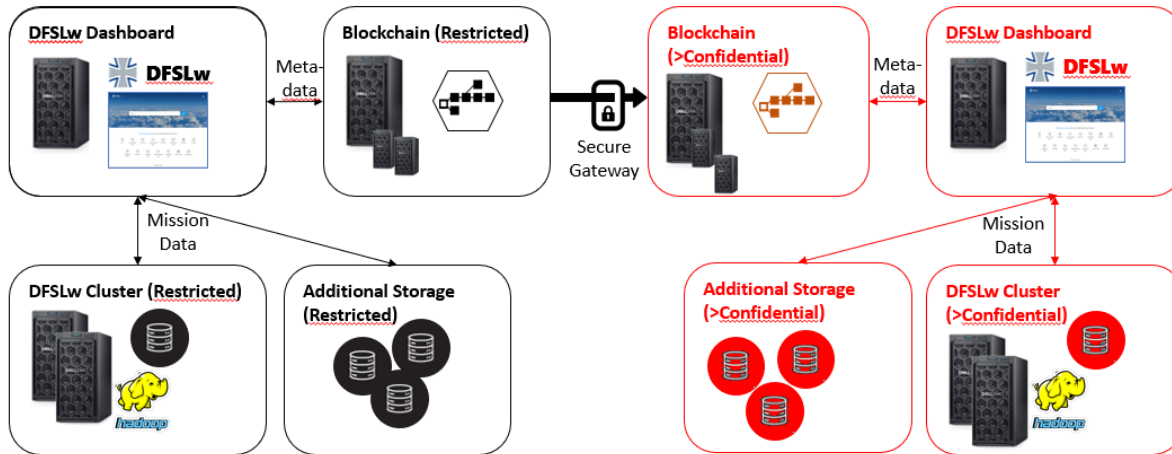 DFSLw Dashboard
DFSLw
Meta-
data
Blockchain (Restricted)
Secure
Gateway
Blockchain
(>Confidential)
Meta-
data
DFSLw Dashboard
DFSLw
Mission
Data
Mission
Data
DFSLw Cluster (Restricted)
hadoop
Additional Storage
(Restricted)
Additional Storage
(>Confidential)
DFSLw Cluster
(>Confidential)
hadoop